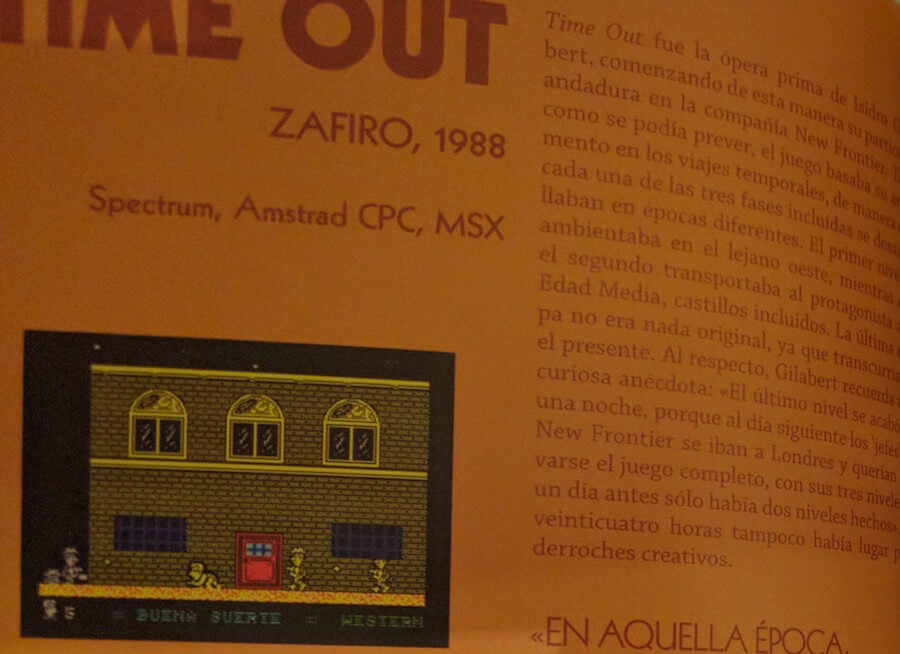 TIME OUT
ZAFIRO, 1988
Spectrum, Amstrad CPC, MSX
5 = BUENA SUERTE = WESTERN
Time Out fue la ópera prima de Isidro
bert, comenzando de esta manera su
andadura en la compañía New Frontier.
como se podía prever, el juego basaba su
mento en los viajes temporales, de manera
cada una de las tres fases incluidas se
llaban en épocas diferentes. El primer
ambientaba en el lejano oeste, mientras
el segundo transportaba al protagonista
Edad Media, castillos incluidos. La última
pa no era nada original, ya que transcurría
el presente. Al respecto, Gilabert recuerda
curiosa anécdota: «El último nivel se acabó
una noche, porque al día siguiente los
New Frontier se iban a Londres y querían
varse el juego completo, con sus tres
un día antes sólo había dos niveles hechos»
veinticuatro horas tampoco había lugar
derroches creativos.
«EN AQUELLA ÉPOCA,